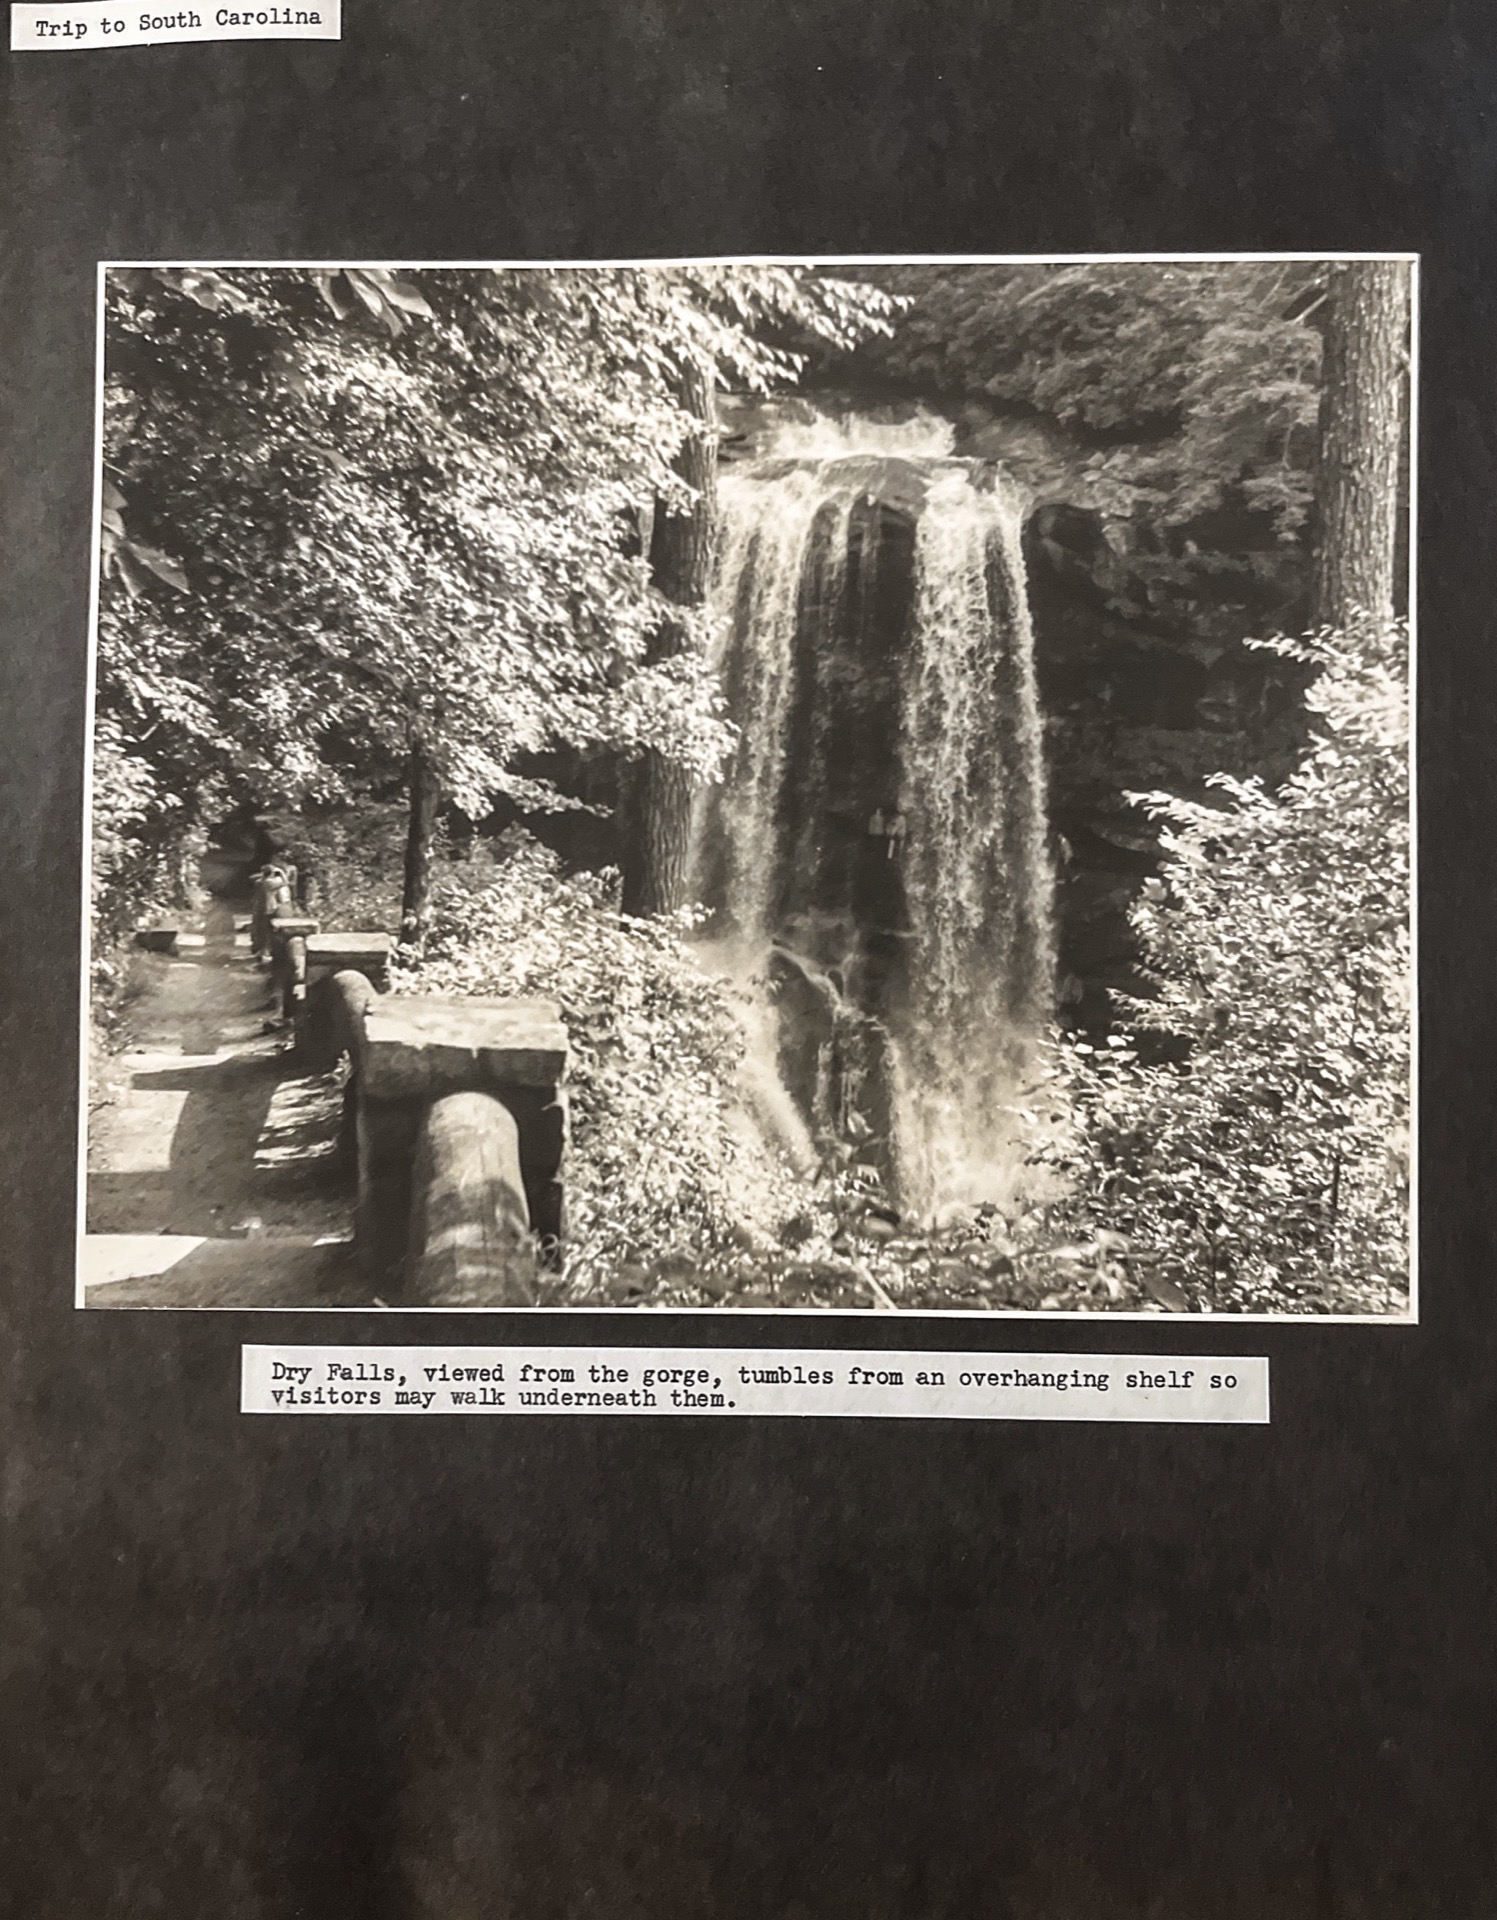 Trip to South Carolina
Dry Falls, viewed from the gorge, tumbles from an overhanging shelf so
visitors may walk underneath them.